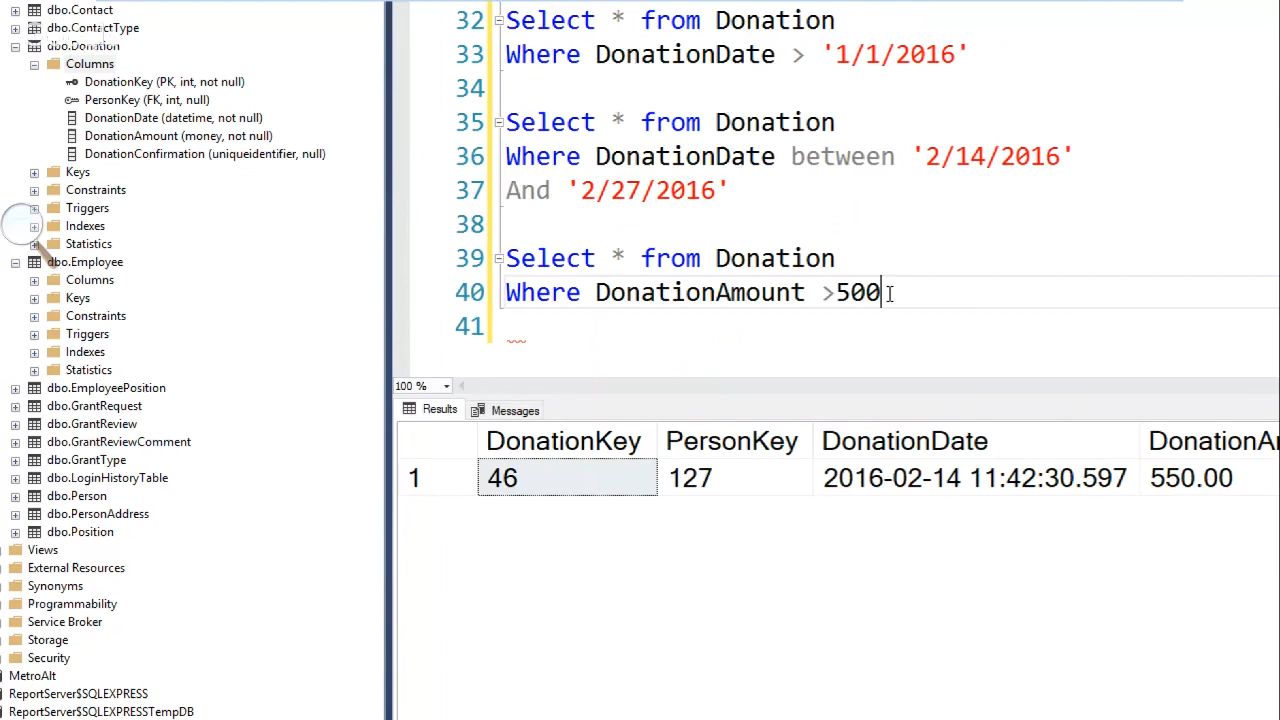 dbo.Contact
dbo.ContactType
dbo.Donation
Columns
DonationKey (PK, int, not null)
PersonKey (FK, int, null)
DonationDate (datetime, not null)
DonationAmount (money, not null)
DonationConfirmation (uniqueidentifier, null)
Keys
Constraints
Triggers
Indexes
Statistics
dbo.Employee
Columns
Keys
Constraints
Triggers
Indexes
Statistics
dbo.EmployeePosition
dbo.GrantRequest
dbo.GrantReview
dbo.GrantReviewComment
dbo.GrantType
dbo.LoginHistoryTable
dbo.Person
dbo.PersonAddress
dbo.Position
Views
External Resources
Synonyms
Programmability
Service Broker
Storage
Security
MetroAlt
ReportServer$SQLEXPRESS
ReportServer$SQLEXPRESSTempDB
32 Select * from Donation
33 Where DonationDate > '1/1/2016'
34
35 Select * from Donation
36 Where DonationDate between '2/14/2016'
37 And '2/27/2016'
38
39 Select * from Donation
40 Where DonationAmount >500
41
100 %
Results Messages
DonationKey PersonKey DonationDate DonationAr
1 46 127 2016-02-14 11:42:30.597 550.00